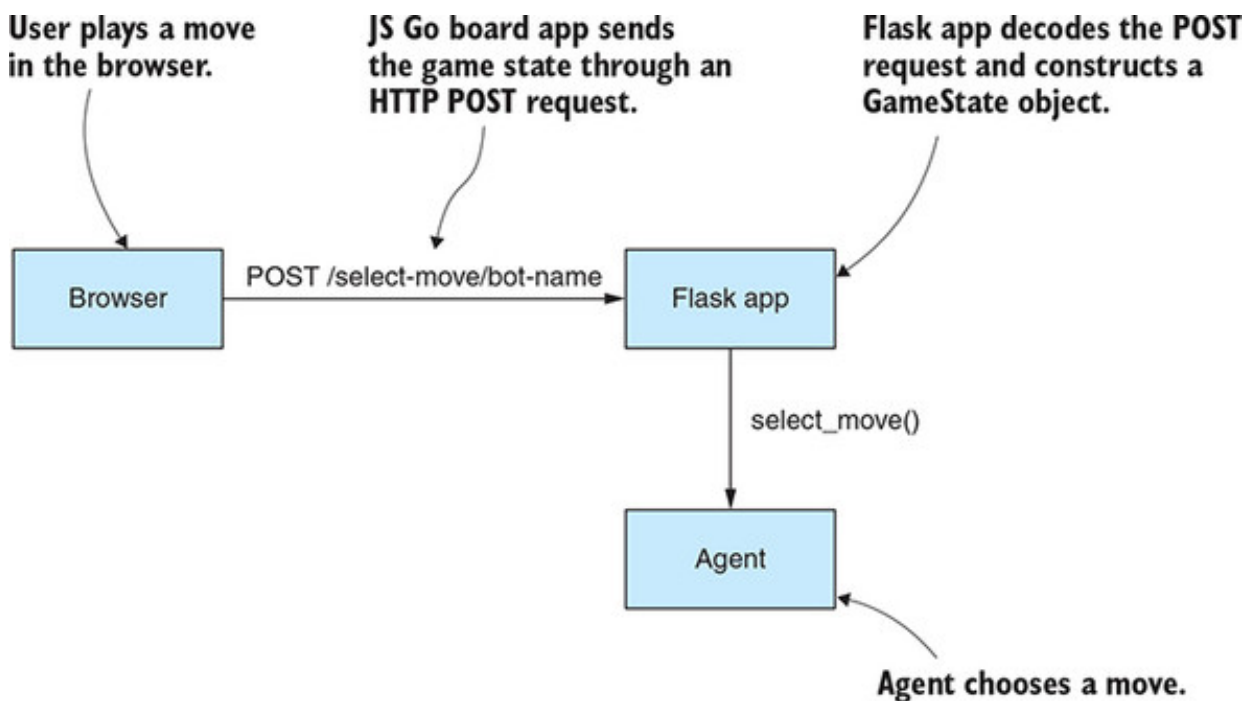 User plays a move
in the browser.
JS Go board app sends
the game state through an
HTTP POST request.
Flask app decodes the POST
request and constructs a
GameState object.
Browser
POST /select-move/bot-name
Flask app
select_move()
Agent
Agent chooses a move.